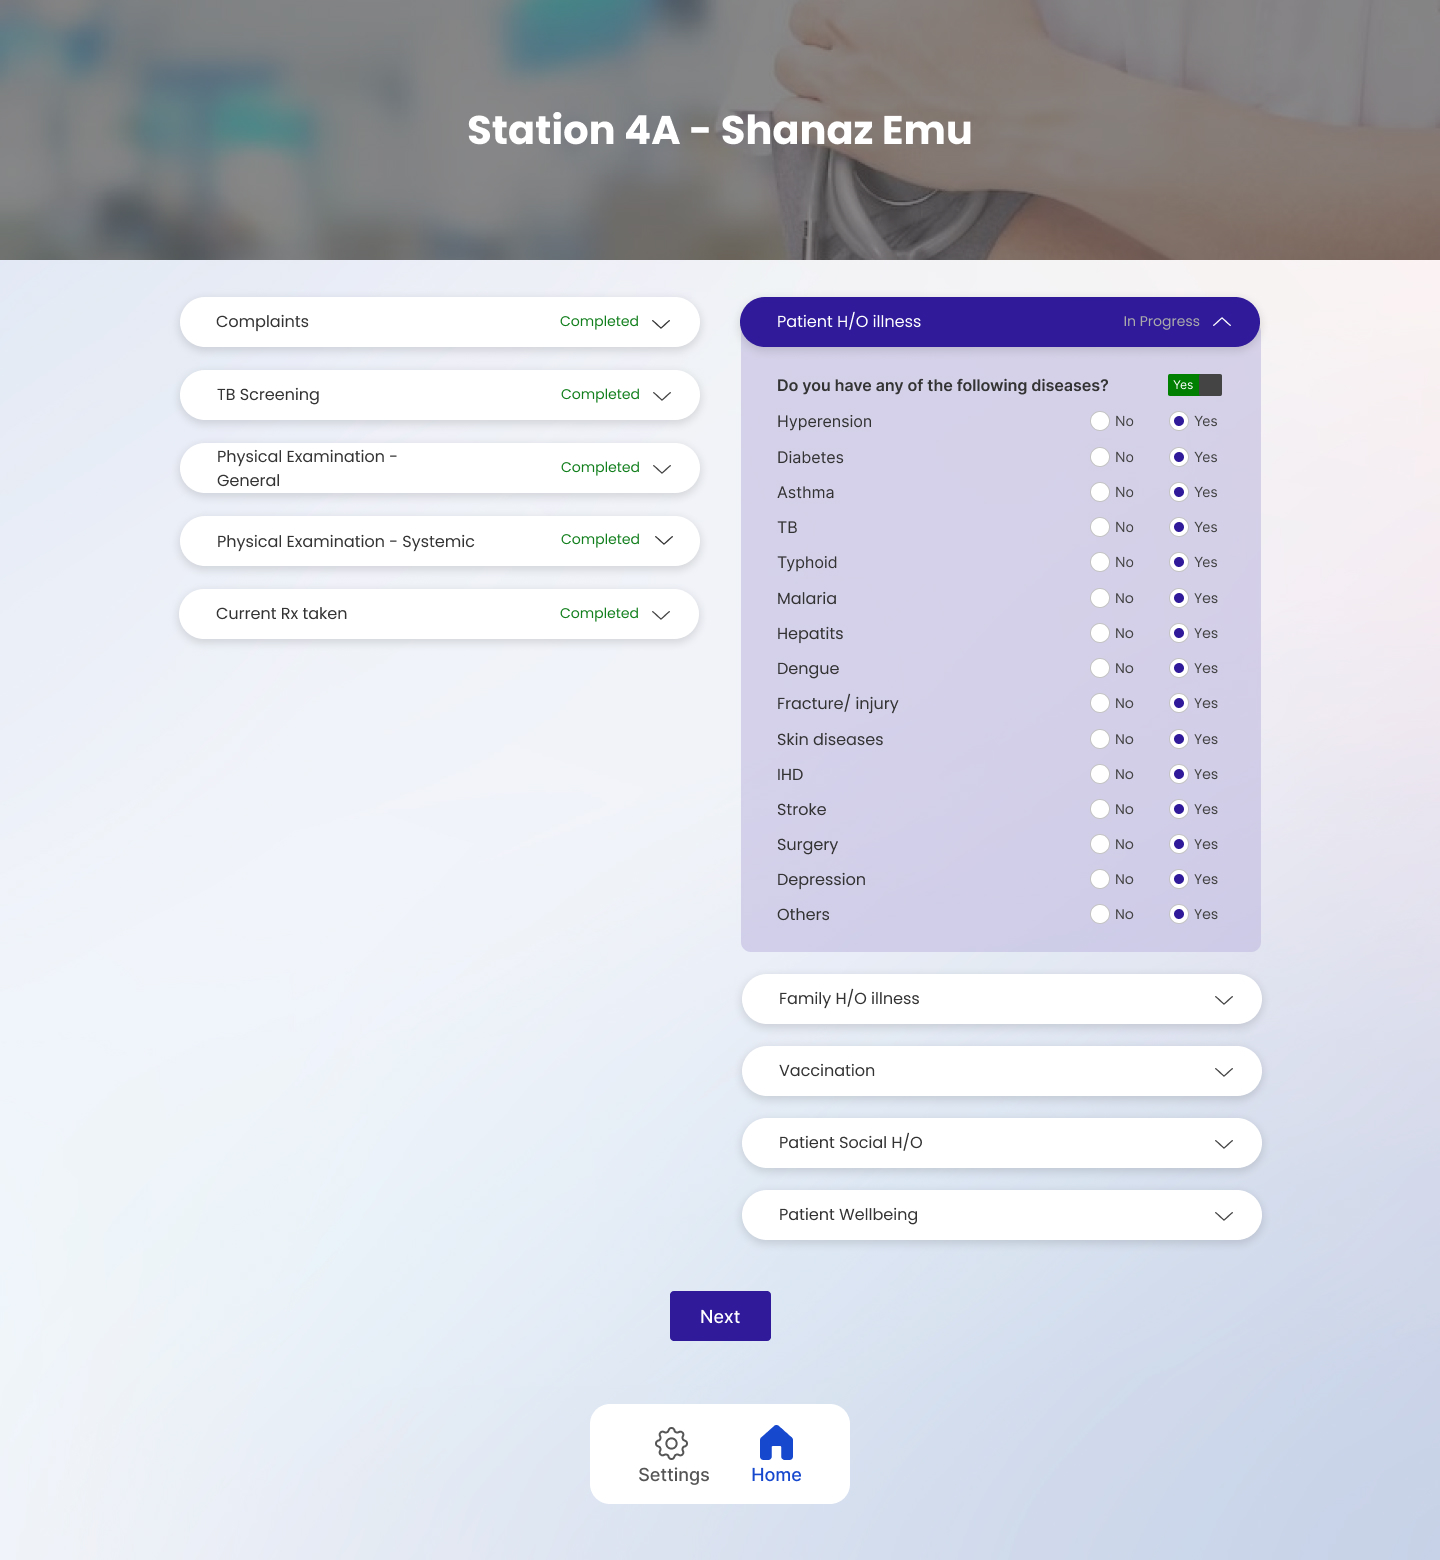 Station 4A - Shanaz Emu
Complaints Completed
TB Screening Completed
Physical Examination -
General Completed
Physical Examination - Systemic Completed
Current Rx taken Completed
Patient H/O illness In Progress
Do you have any of the following diseases? Yes
Hyperension No Yes
Diabetes No Yes
Asthma No Yes
TB No Yes
Typhoid No Yes
Malaria No Yes
Hepatits No Yes
Dengue No Yes
Fracture/ injury No Yes
Skin diseases No Yes
IHD No Yes
Stroke No Yes
Surgery No Yes
Depression No Yes
Others No Yes
Family H/O illness
Vaccination
Patient Social H/O
Patient Wellbeing
Next
Settings Home